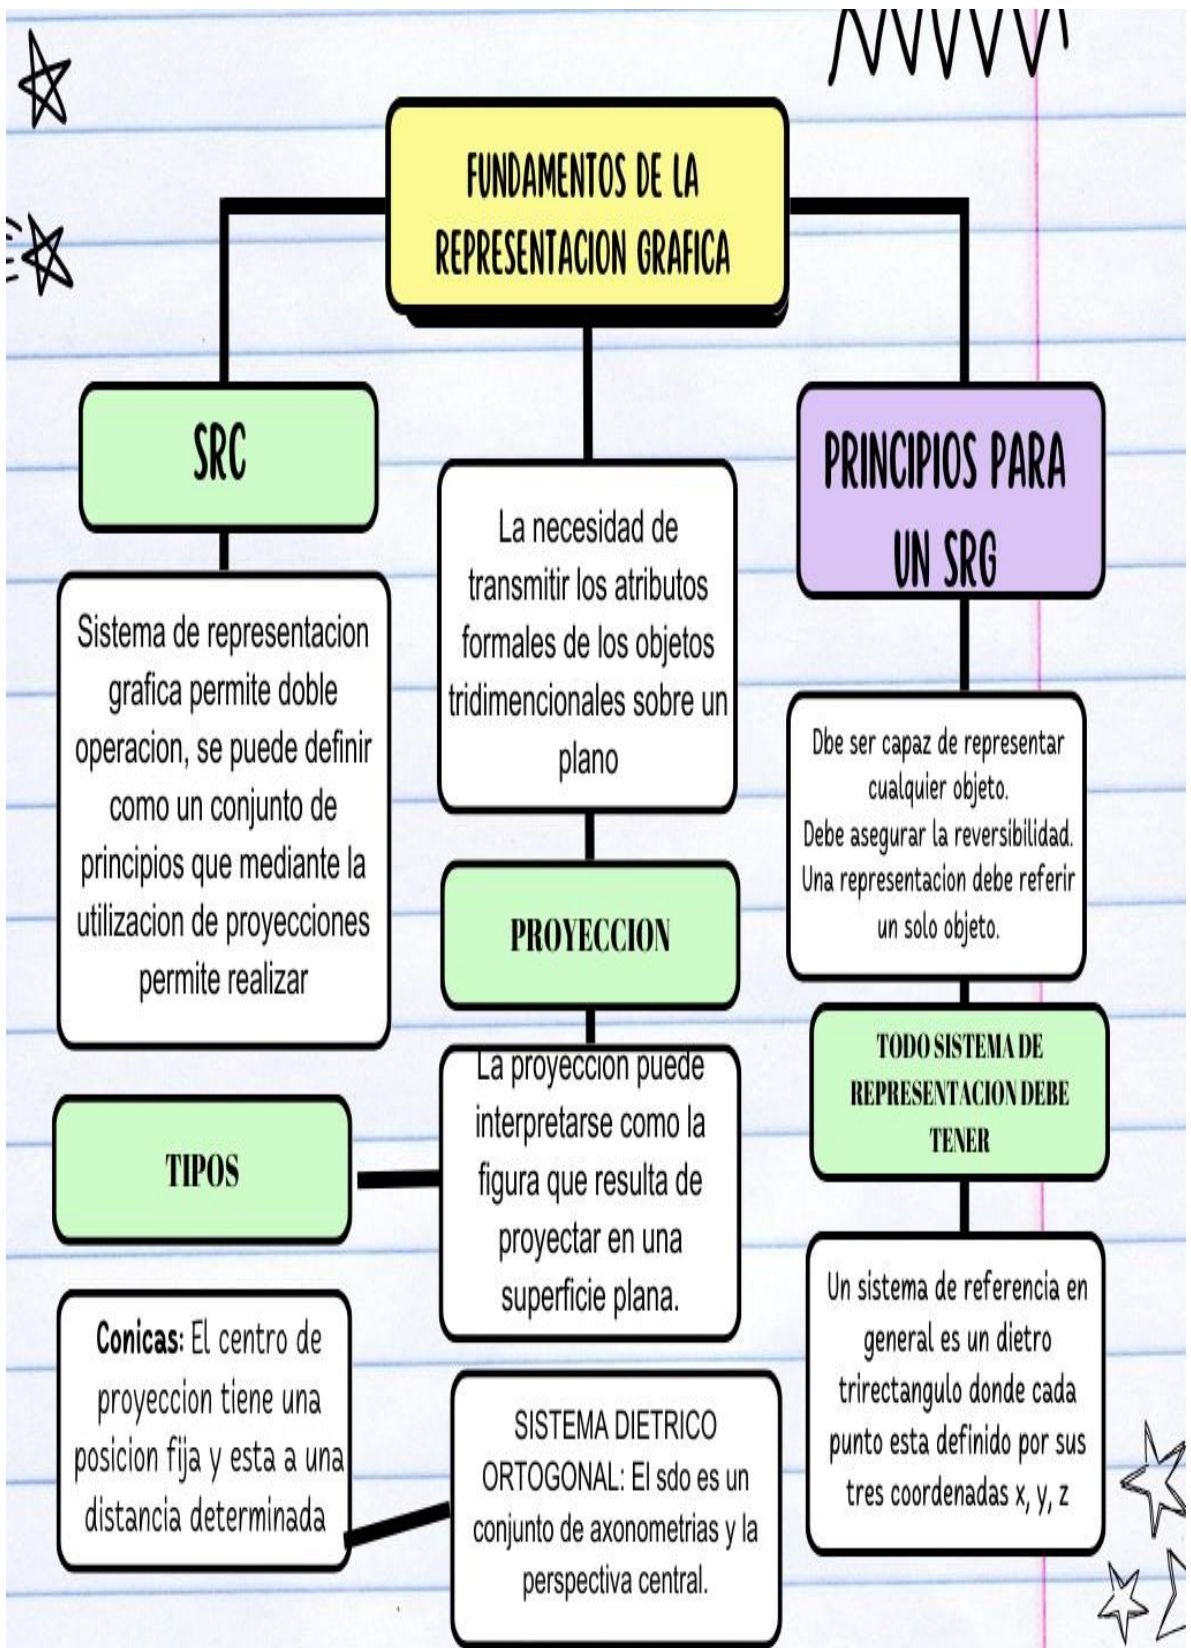 FUNDAMENTOS DE LA
REPRESENTACION GRAFICA
SRC
Sistema de representacion
grafica permite doble
operacion, se puede definir
como un conjunto de
principios que mediante la
utilizacion de proyecciones
permite realizar
La necesidad de
transmitir los atributos
formales de los objetos
tridimencionales sobre un
plano
PROYECCION
La proyeccion puede
interpretarse como la
figura que resulta de
proyectar en una
superficie plana.
TIPOS
Conicas: El centro de
proyeccion tiene una
posicion fija y esta a una
distancia determinada
SISTEMA DIETRICO
ORTOGONAL: El sdo es un
conjunto de axonometrias y la
perspectiva central.
PRINCIPIOS PARA
UN SRG
Dbe ser capaz de representar
cualquier objeto.
Debe asegurar la reversibilidad.
Una representacion debe referir
un solo objeto.
TODO SISTEMA DE
REPRESENTACION DEBE
TENER
Un sistema de referencia en
general es un dietro
trirectangulo donde cada
punto esta definido por sus
tres coordenadas x, y, z